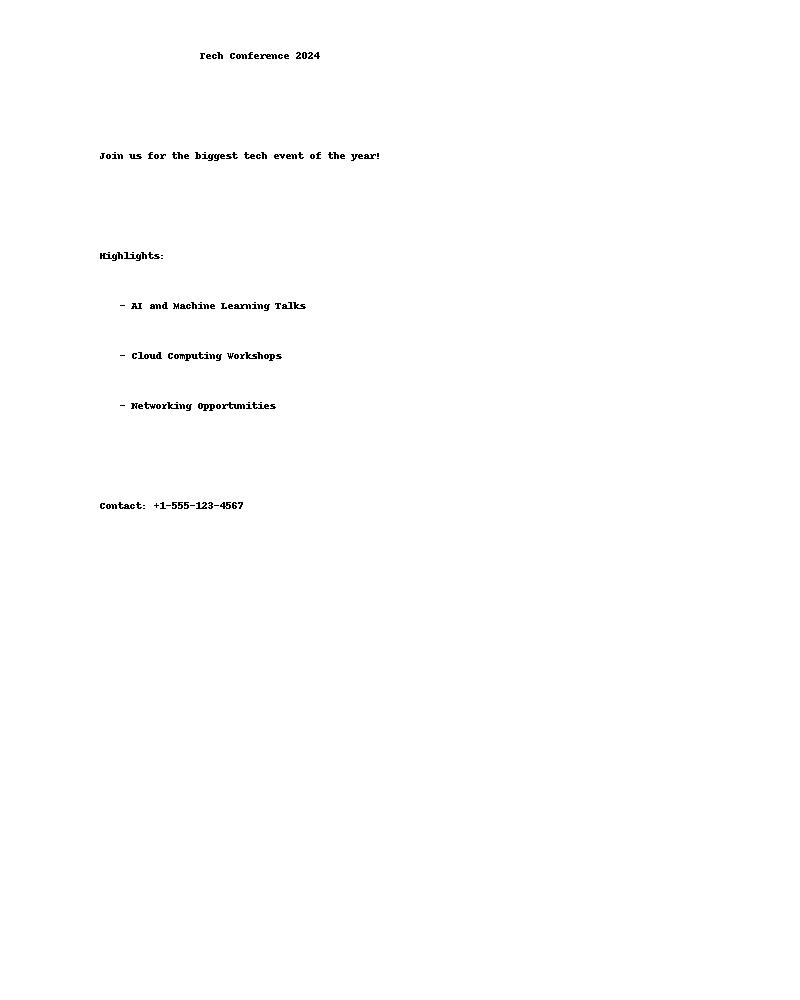 Tech Conference 2024
Join us for the biggest tech event of the year!
Highlights:
- AI and Machine Learning Talks
- Cloud Computing Workshops
- Networking Opportunities
Contact: +1-555-123-4567